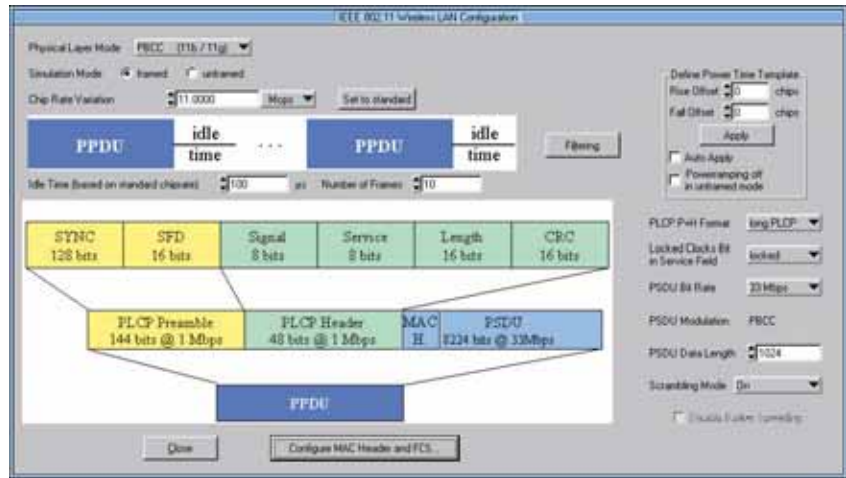 IEEE 802.11 Wireless LAN Configuration
Physical Layer Mode PBCC (11b / 11g)
Simulation Mode framed unframed
Chip Rate Variation 11.0000 Mcps Set to standard
PPDU idle time . . . PPDU idle time
Filtering
Idle Time (based on standard chiprate) 100 µs Number of Frames 10
Define Power Time Template
Rise Offset 0 chips
Fall Offset 0 chips
Apply
Auto Apply
Powerramping off
in unframed mode
SYNC SFD Signal Service Length CRC
128 bits 16 bits 8 bits 8 bits 16 bits 16 bits
PLCP Preamble PLCP Header MAC PSDU
144 bits @ 1 Mbps 48 bits @ 1 Mbps H. 8224 bits @ 33Mbps
PPDU
PLCP P+H Format long PLCP
Locked Clocks Bit
in Service Field locked
PSDU Bit Rate 33 Mbps
PSDU Modulation PBCC
PSDU Data Length 1024
Scrambling Mode On
Close Configure MAC Header and FCS...